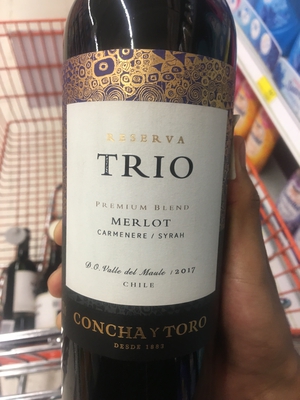 RESERVA
TRIO
PREMIUM BLEND
MERLOT
CARMENERE / SYRAH
D.O. Valle del Maule : 2017
CHILE
CONCHA Y TORO
DESDE 1883